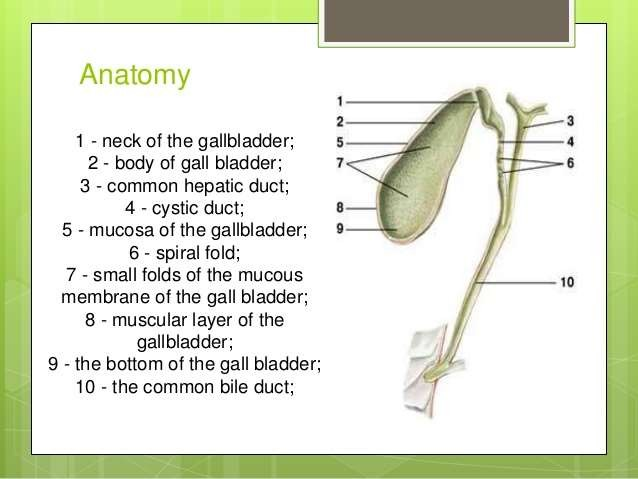 Anatomy
1 - neck of the gallbladder;
2 - body of gall bladder;
3 - common hepatic duct;
4 - cystic duct;
5 - mucosa of the gallbladder;
6 - spiral fold;
7 - small folds of the mucous
membrane of the gall bladder;
8 - muscular layer of the
gallbladder;
9 - the bottom of the gall bladder;
10 - the common bile duct;
1
2
5
7
8
9
3
4
6
10